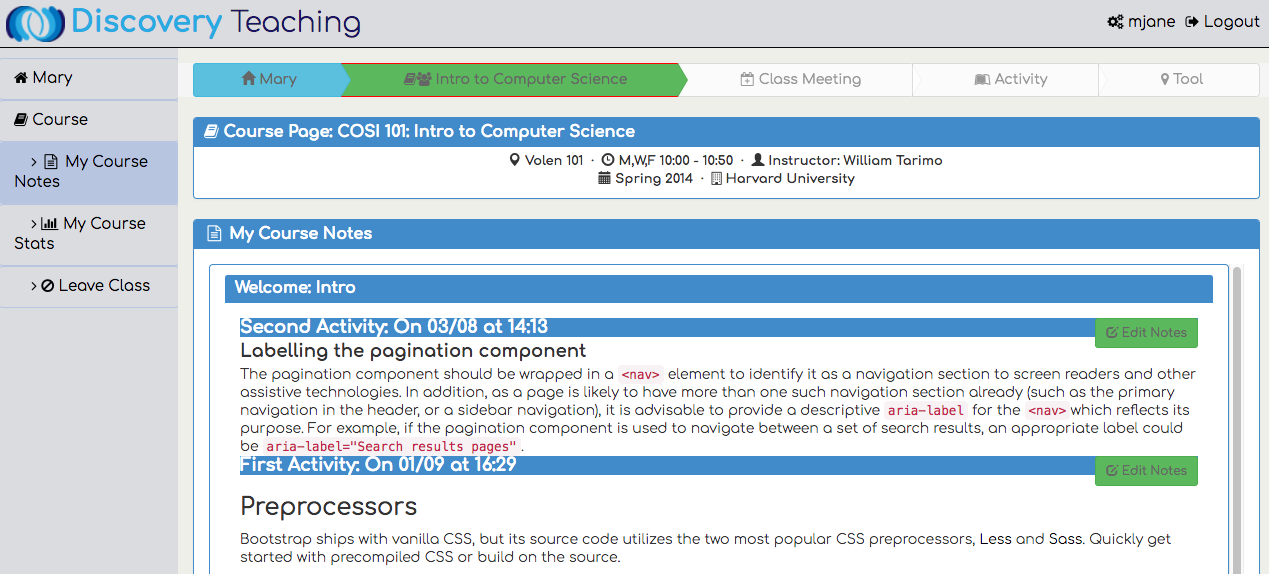 Discovery Teaching
mjane Logout
Mary
Course
> My Course
Notes
> My Course
Stats
> Leave Class
Mary Intro to Computer Science Class Meeting Activity Tool
Course Page: COSI 101: Intro to Computer Science
Volen 101 · M,W,F 10:00 - 10:50 · Instructor: William Tarimo
Spring 2014 · Harvard University
My Course Notes
Welcome: Intro
Second Activity: On 03/08 at 14:13
Edit Notes
Labelling the pagination component
The pagination component should be wrapped in a <nav> element to identify it as a navigation section to screen readers and other
assistive technologies. In addition, as a page is likely to have more than one such navigation section already (such as the primary
navigation in the header, or a sidebar navigation), it is advisable to provide a descriptive aria-label for the <nav> which reflects its
purpose. For example, if the pagination component is used to navigate between a set of search results, an appropriate label could
be aria-label="Search results pages".
First Activity: On 01/09 at 16:29
Edit Notes
Preprocessors
Bootstrap ships with vanilla CSS, but its source code utilizes the two most popular CSS preprocessors, Less and Sass. Quickly get
started with precompiled CSS or build on the source.